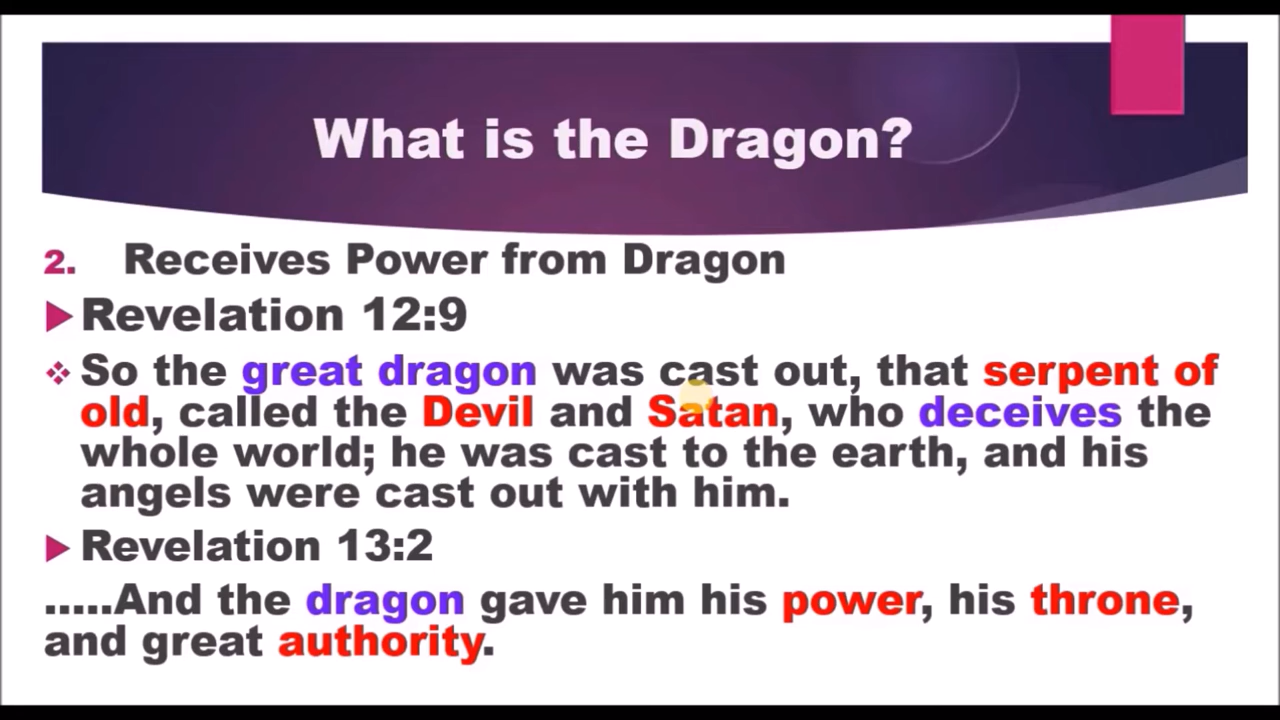 What is the Dragon?
2. Receives Power from Dragon
Revelation 12:9
So the great dragon was cast out, that serpent of
old, called the Devil and Satan, who deceives the
whole world; he was cast to the earth, and his
angels were cast out with him.
Revelation 13:2
.....And the dragon gave him his power, his throne,
and great authority.